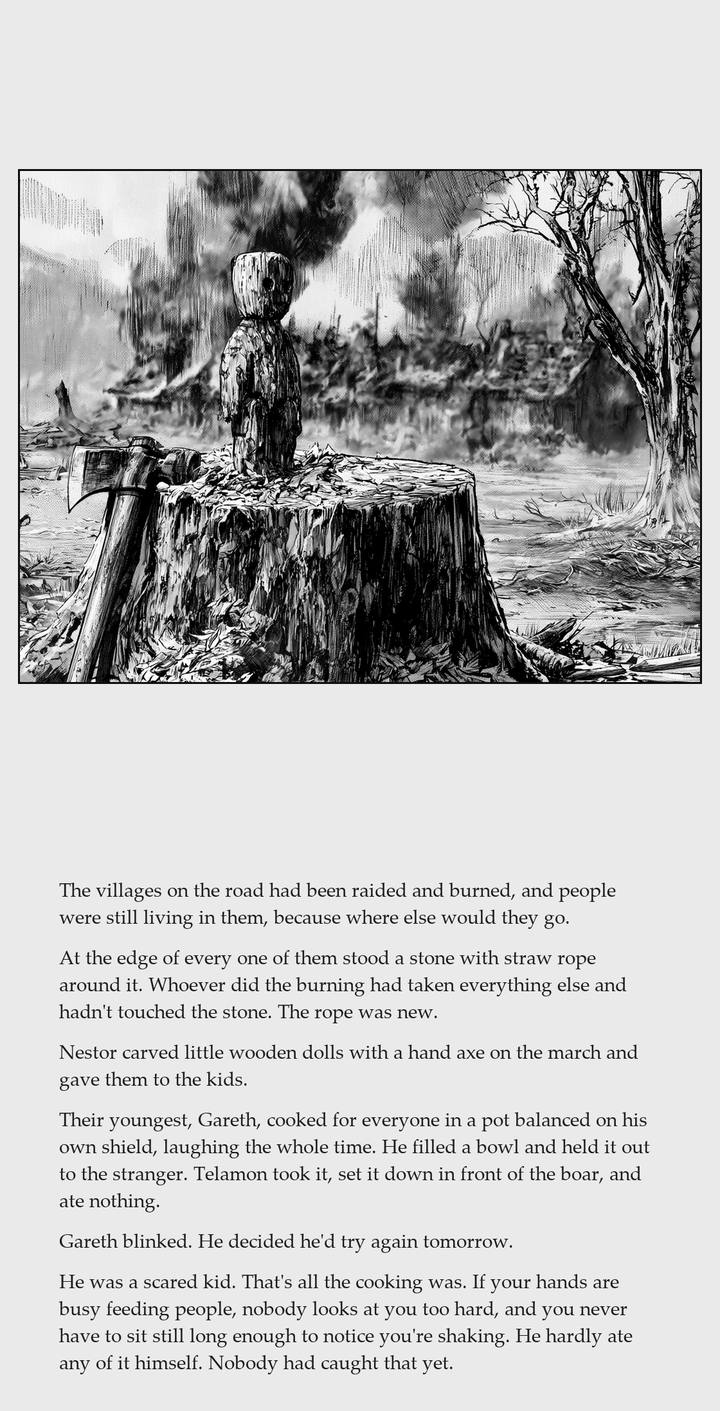 The villages on the road had been raided and burned, and people
were still living in them, because where else would they go.
At the edge of every one of them stood a stone with straw rope
around it. Whoever did the burning had taken everything else and
hadn't touched the stone. The rope was new.
Nestor carved little wooden dolls with a hand axe on the march and
gave them to the kids.
Their youngest, Gareth, cooked for everyone in a pot balanced on his
own shield, laughing the whole time. He filled a bowl and held it out
to the stranger. Telamon took it, set it down in front of the boar, and
ate nothing.
Gareth blinked. He decided he'd try again tomorrow.
He was a scared kid. That's all the cooking was. If your hands are
busy feeding people, nobody looks at you too hard, and you never
have to sit still long enough to notice you're shaking. He hardly ate
any of it himself. Nobody had caught that yet.